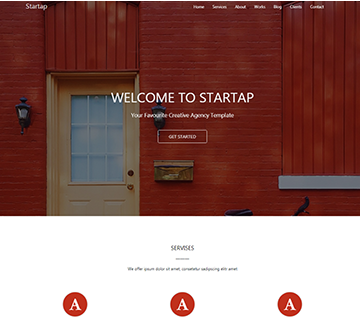 Startap
Home Services About Works Blog Clients Contact
WELCOME TO STARTAP
Your Favourite Creative Agency Template
GET STARTED
SERVISES
We offer ipsum dolor sit amet, consetetur sadipscing elitr amet
A A A